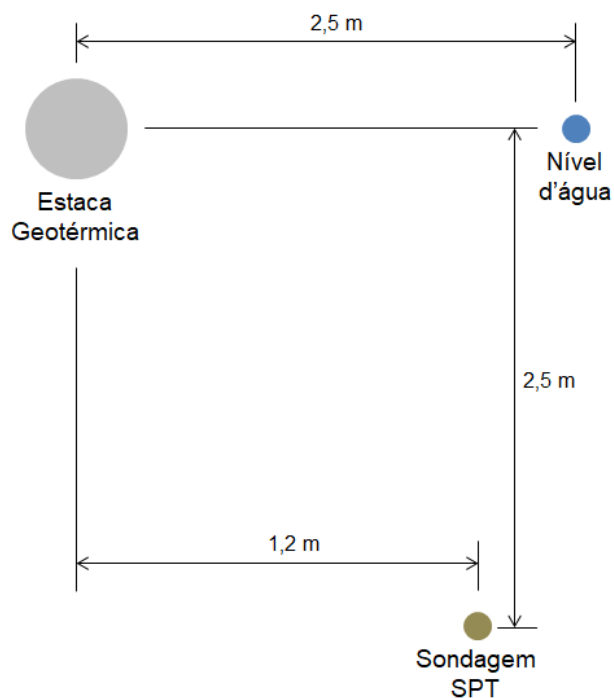 2,5 m
Estaca
Geotérmica
Nível
d'água
2,5 m
1,2 m
Sondagem
SPT